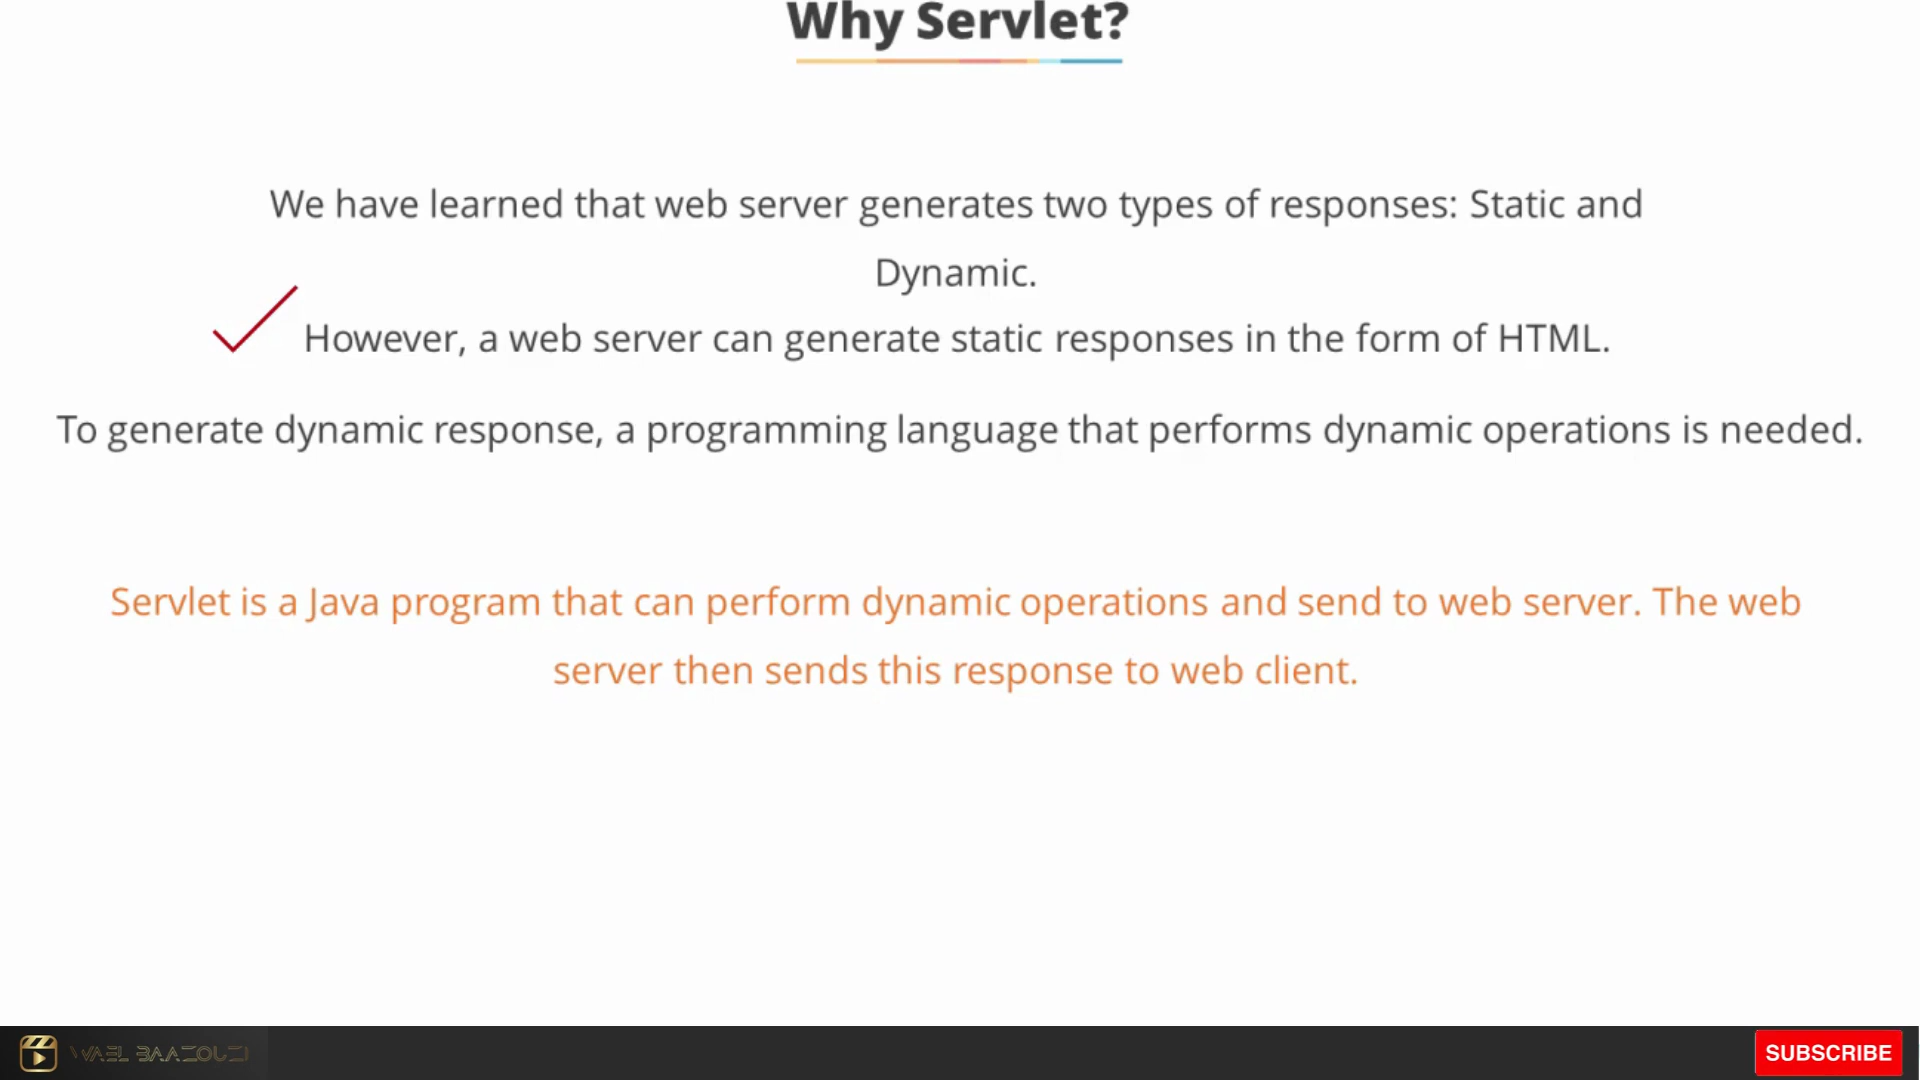 Why Servlet?
We have learned that web server generates two types of responses: Static and
Dynamic.
However, a web server can generate static responses in the form of HTML.
To generate dynamic response, a programming language that performs dynamic operations is needed.
Servlet is a Java program that can perform dynamic operations and send to web server. The web
server then sends this response to web client.
WAEL BAAZOUZI
SUBSCRIBE